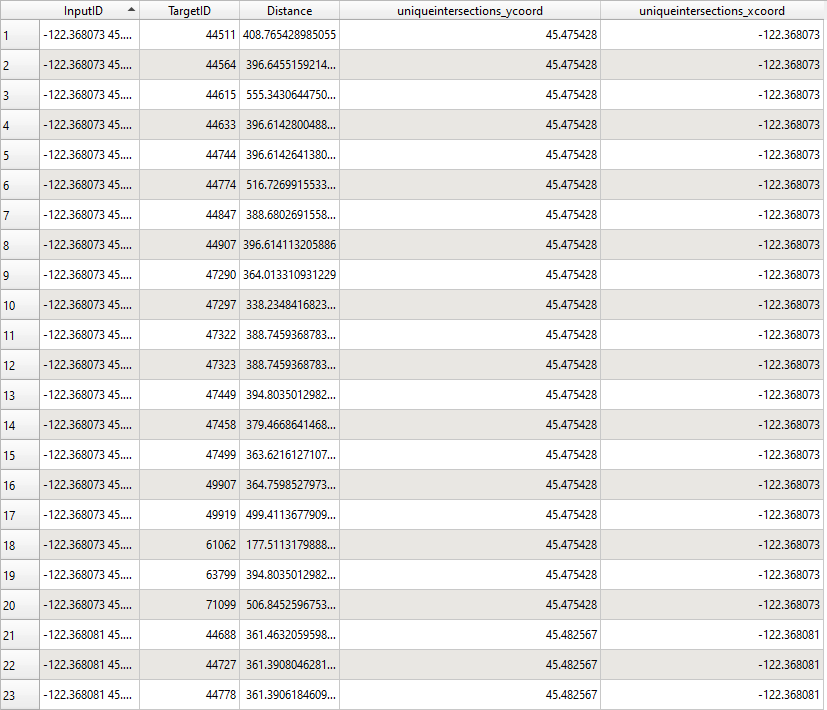 InputID TargetID Distance uniqueintersections_ycoord uniqueintersections_xcoord
1 -122.368073 45.... 44511 408.765428985055 45.475428 -122.368073
2 -122.368073 45.... 44564 396.6455159214... 45.475428 -122.368073
3 -122.368073 45.... 44615 555.3430644750... 45.475428 -122.368073
4 -122.368073 45.... 44633 396.6142800488... 45.475428 -122.368073
5 -122.368073 45.... 44744 396.6142641380... 45.475428 -122.368073
6 -122.368073 45.... 44774 516.7269915533... 45.475428 -122.368073
7 -122.368073 45.... 44847 388.6802691558... 45.475428 -122.368073
8 -122.368073 45.... 44907 396.614113205886 45.475428 -122.368073
9 -122.368073 45.... 47290 364.013310931229 45.475428 -122.368073
10 -122.368073 45.... 47297 338.2348416823... 45.475428 -122.368073
11 -122.368073 45.... 47322 388.7459368783... 45.475428 -122.368073
12 -122.368073 45.... 47323 388.7459368783... 45.475428 -122.368073
13 -122.368073 45.... 47449 394.8035012982... 45.475428 -122.368073
14 -122.368073 45.... 47458 379.4668641468... 45.475428 -122.368073
15 -122.368073 45.... 47499 363.6216127107... 45.475428 -122.368073
16 -122.368073 45.... 49907 364.7598527973... 45.475428 -122.368073
17 -122.368073 45.... 49919 499.4113677909... 45.475428 -122.368073
18 -122.368073 45.... 61062 177.5113179888... 45.475428 -122.368073
19 -122.368073 45.... 63799 394.8035012982... 45.475428 -122.368073
20 -122.368073 45.... 71099 506.8452596753... 45.475428 -122.368073
21 -122.368081 45.... 44688 361.4632059598... 45.482567 -122.368081
22 -122.368081 45.... 44727 361.3908046281... 45.482567 -122.368081
23 -122.368081 45.... 44778 361.3906184609... 45.482567 -122.368081